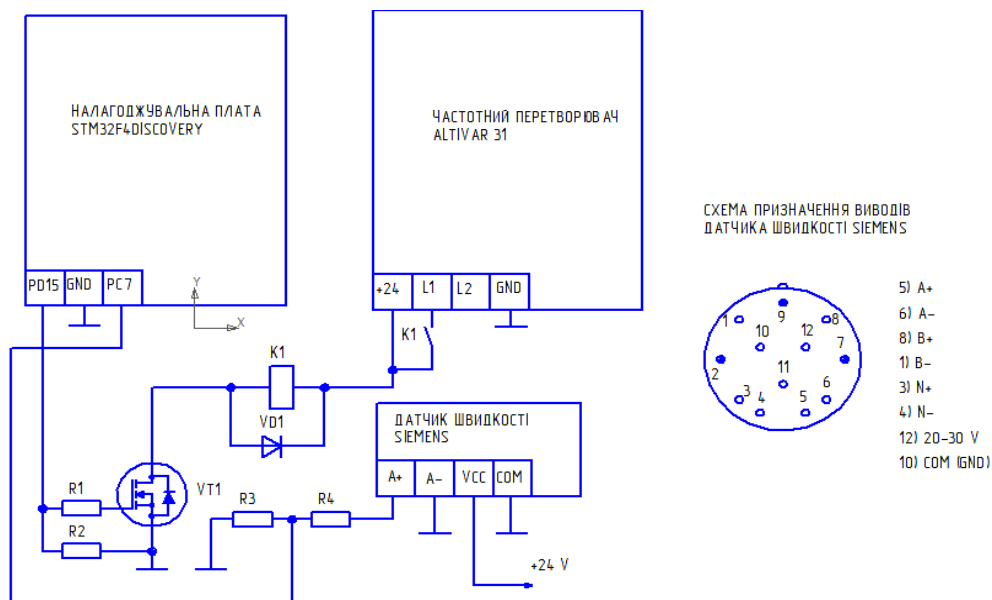 НАЛАГОДЖУВАЛЬНА ПЛАТА
STM32F4DISCOVERY
PD15
GND
PC7
Y
X
ЧАСТОТНИЙ ПЕРЕТВОРЮВАЧ
ALTIVAR 31
+24
L1
L2
GND
K1
K1
VD1
VT1
R1
R2
R3
R4
ДАТЧИК ШВИДКОСТІ
SIEMENS
A+
A-
VCC
COM
+24 V
СХЕМА ПРИЗНАЧЕННЯ ВИВОДІВ
ДАТЧИКА ШВИДКОСТІ SIEMENS
1
9
8
10
12
2
7
11
3
4
5
6
5) A+
6) A-
8) B+
1) B-
3) N+
4) N-
12) 20-30 V
10) COM (GND)